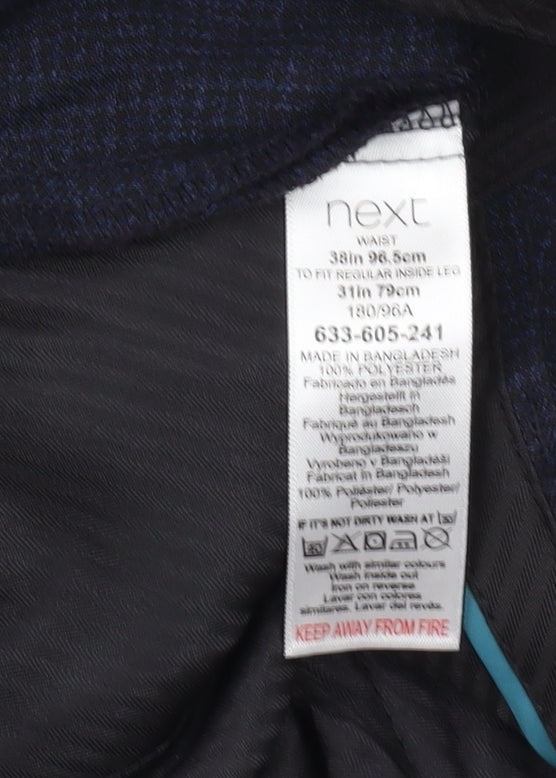 next
WAIST
38in 96.5cm
TO FIT REGULAR INSIDE LEG
31in 79cm
180/96A
633-605-241
MADE IN BANGLADESH
100% POLYESTER
Fabricado en Bangladés
Hergestellt in
Bangladesch
Fabriqué au Bangladesh
Wyprodukowano w
Bangladeszu
Vyrobeno v Bangladéši
Fabricat în Bangladesh
100% Poliéster/ Polyester/
Poliester
IF IT'S NOT DIRTY WASH AT 30
40
Wash with similar colours
Wash inside out
Iron on reverse
Lavar con colores
similares. Lavar del revés.
KEEP AWAY FROM FIRE